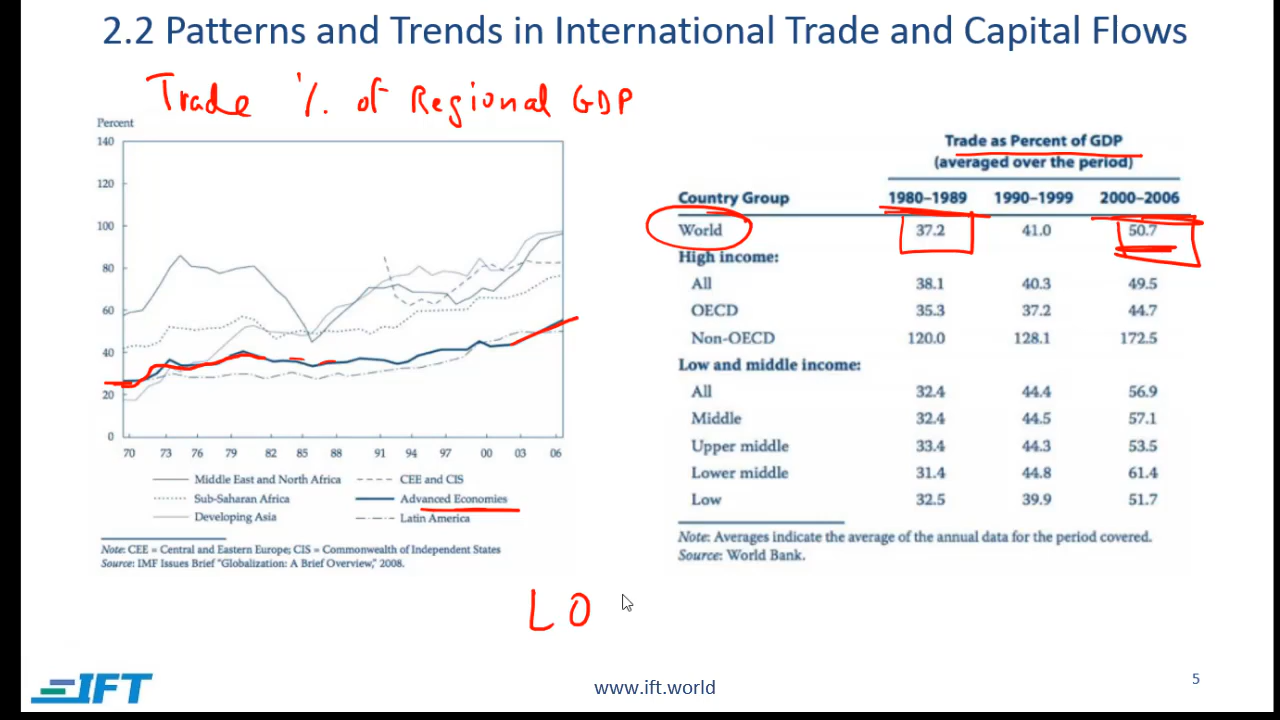 2.2 Patterns and Trends in International Trade and Capital Flows
Trade % of Regional GDP
Percent
140
120
100
80
60
40
20
0
70 73 76 79 82 85 88 91 94 97 00 03 06
Middle East and North Africa CEE and CIS
Sub-Saharan Africa Advanced Economies
Developing Asia Latin America
Note: CEE = Central and Eastern Europe; CIS = Commonwealth of Independent States
Source: IMF Issues Brief "Globalization: A Brief Overview," 2008.
Trade as Percent of GDP
(averaged over the period)
Country Group 1980–1989 1990–1999 2000–2006
World 37.2 41.0 50.7
High income:
All 38.1 40.3 49.5
OECD 35.3 37.2 44.7
Non-OECD 120.0 128.1 172.5
Low and middle income:
All 32.4 44.4 56.9
Middle 32.4 44.5 57.1
Upper middle 33.4 44.3 53.5
Lower middle 31.4 44.8 61.4
Low 32.5 39.9 51.7
Note: Averages indicate the average of the annual data for the period covered.
Source: World Bank.
LO
IFT
www.ift.world
5